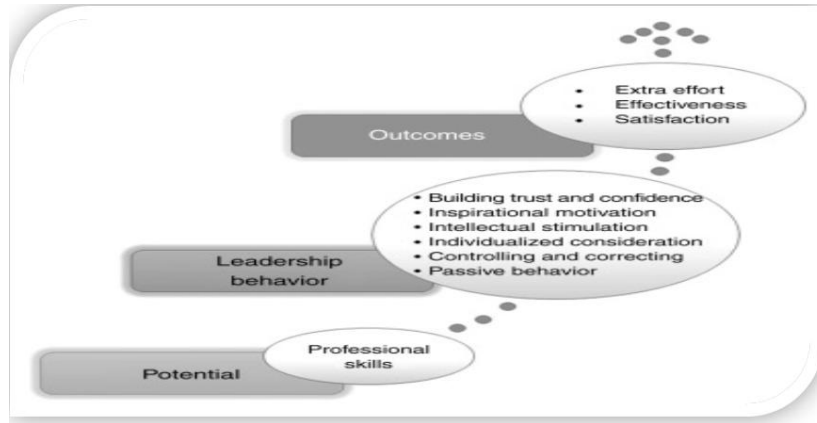 • Extra effort
• Effectiveness
• Satisfaction
Outcomes
• Building trust and confidence
• Inspirational motivation
• Intellectual stimulation
• Individualized consideration
• Controlling and correcting
• Passive behavior
Leadership
behavior
Professional
skills
Potential